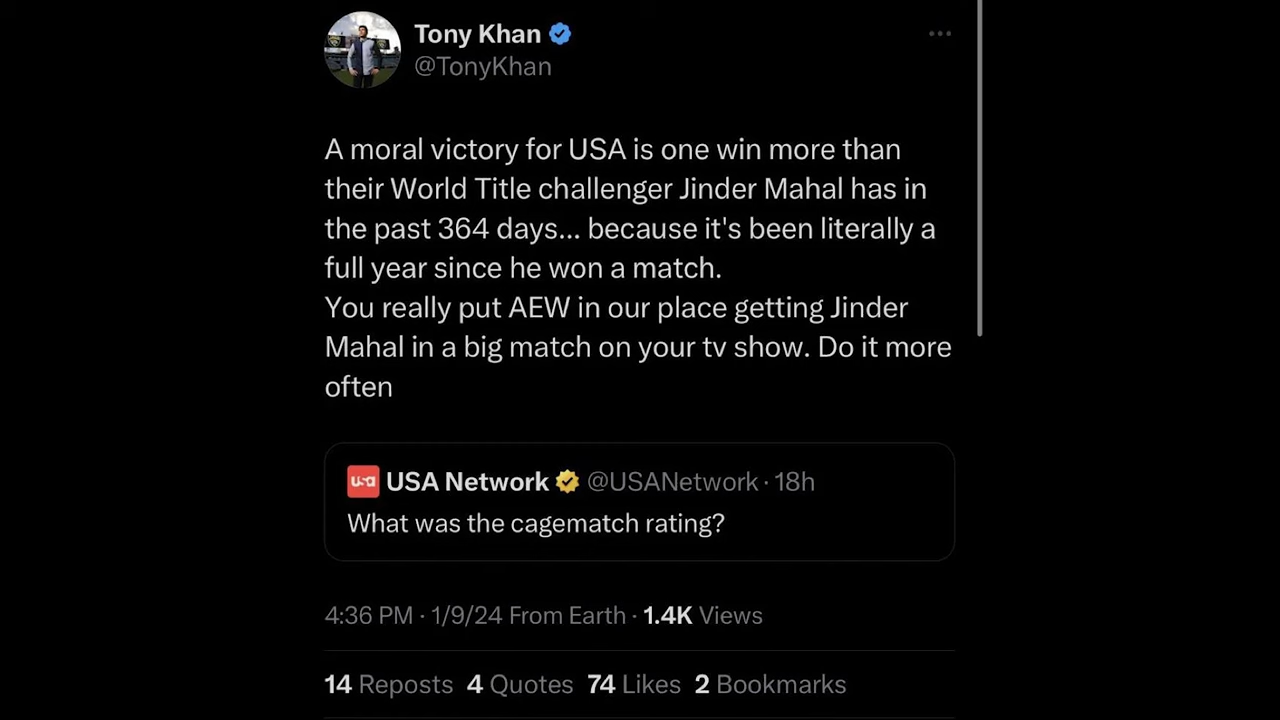 Tony Khan
@TonyKhan
A moral victory for USA is one win more than
their World Title challenger Jinder Mahal has in
the past 364 days... because it's been literally a
full year since he won a match.
You really put AEW in our place getting Jinder
Mahal in a big match on your tv show. Do it more
often
usa USA Network @USANetwork · 18h
What was the cagematch rating?
4:36 PM · 1/9/24 From Earth · 1.4K Views
14 Reposts 4 Quotes 74 Likes 2 Bookmarks